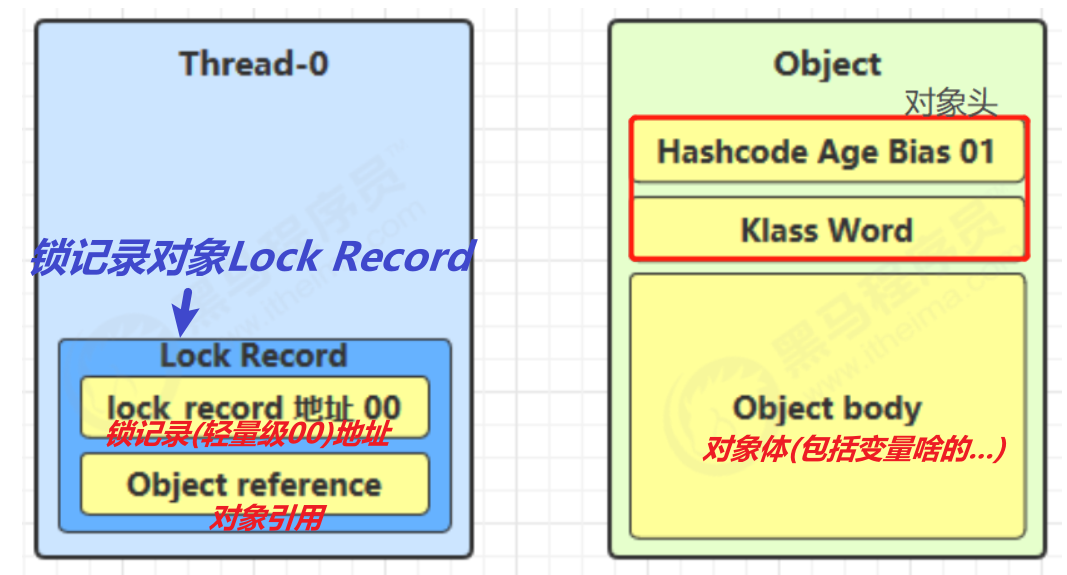 Thread-0
锁记录对象Lock Record
Lock Record
lock_record 地址 00
锁记录(轻量级00)地址
Object reference
对象引用
Object
对象头
Hashcode Age Bias 01
Klass Word
Object body
对象体(包括变量啥的...)
黑马程序员
www.itheima.com
黑马程序员
www.itheima.com